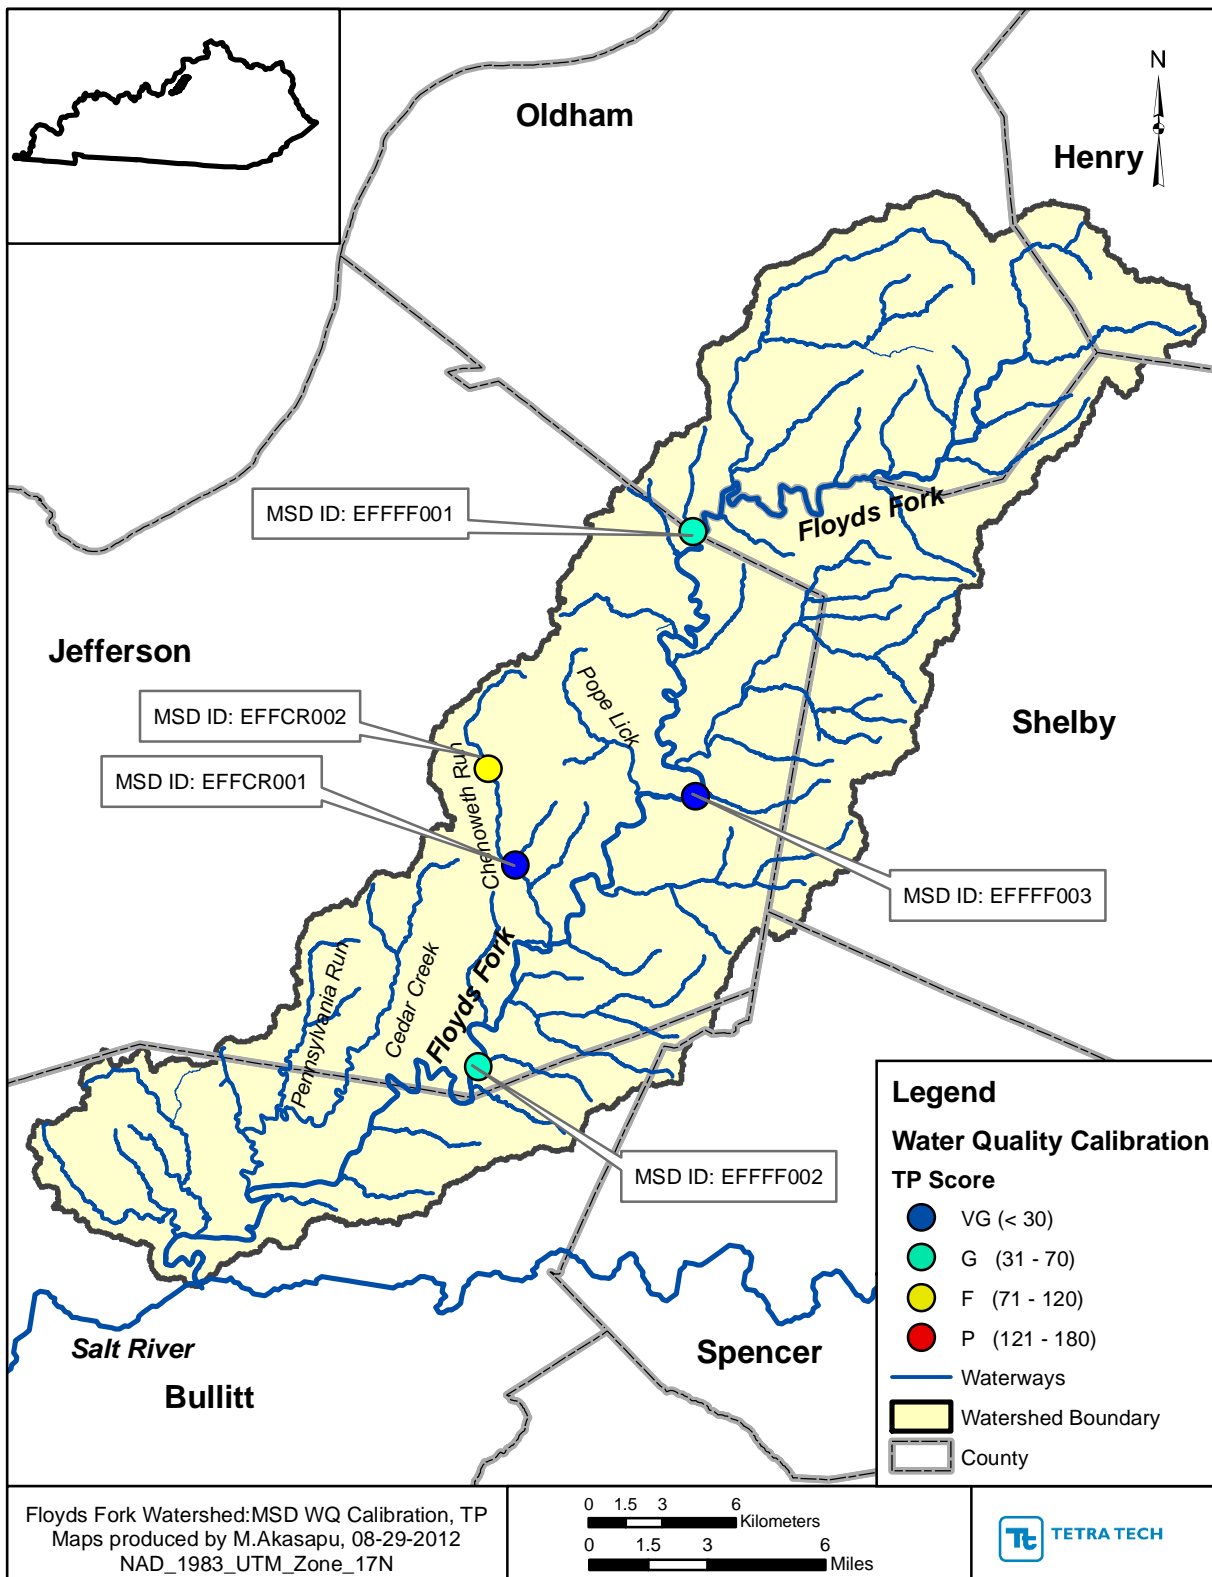 Oldham
Henry
N
MSD ID: EFFFF001
Floyds Fork
Jefferson
Pope Lick
MSD ID: EFFCR002
Shelby
Chenoweth Run
MSD ID: EFFCR001
MSD ID: EFFFF003
Pennsylvania Run
Cedar Creek
Floyds Fork
MSD ID: EFFFF002
Salt River
Spencer
Bullitt
Legend
Water Quality Calibration
TP Score
VG (< 30)
G (31 - 70)
F (71 - 120)
P (121 - 180)
Waterways
Watershed Boundary
County
Floyds Fork Watershed:MSD WQ Calibration, TP
Maps produced by M.Akasapu, 08-29-2012
NAD_1983_UTM_Zone_17N
0 1.5 3 6
Kilometers
0 1.5 3 6
Miles
Tt TETRA TECH